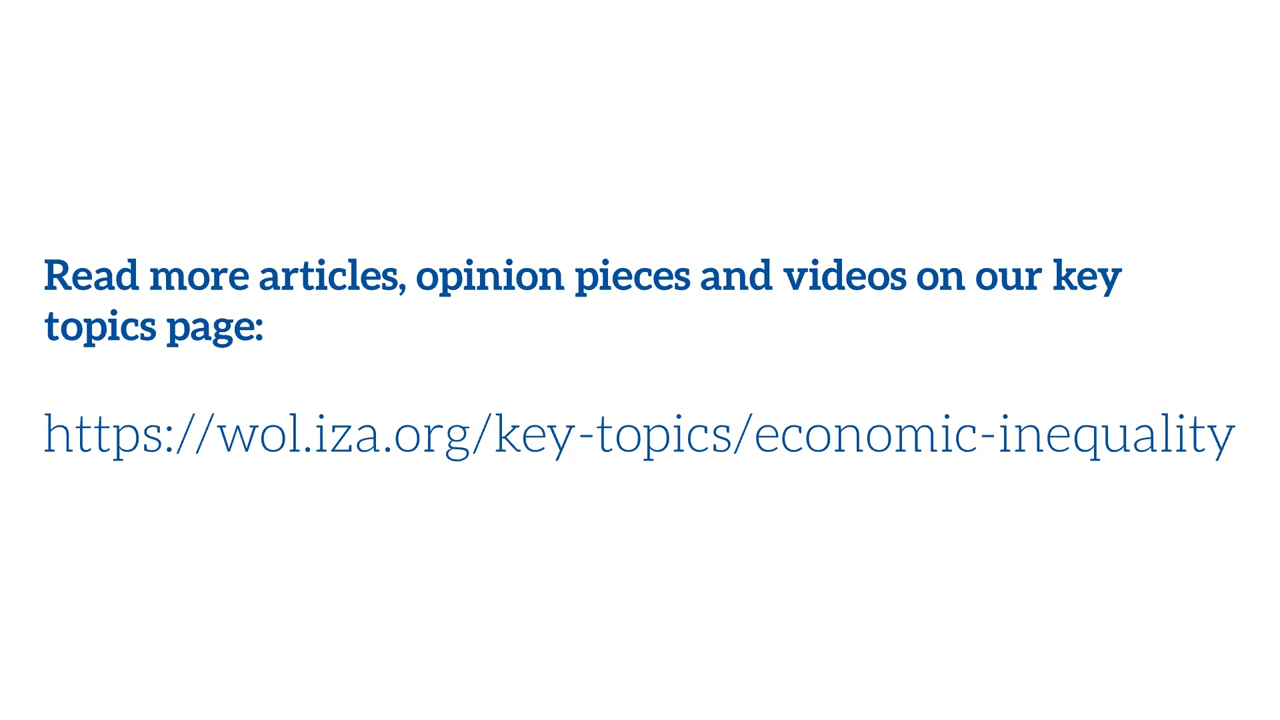 Read more articles, opinion pieces and videos on our key
topics page:
https://wol.iza.org/key-topics/economic-inequality